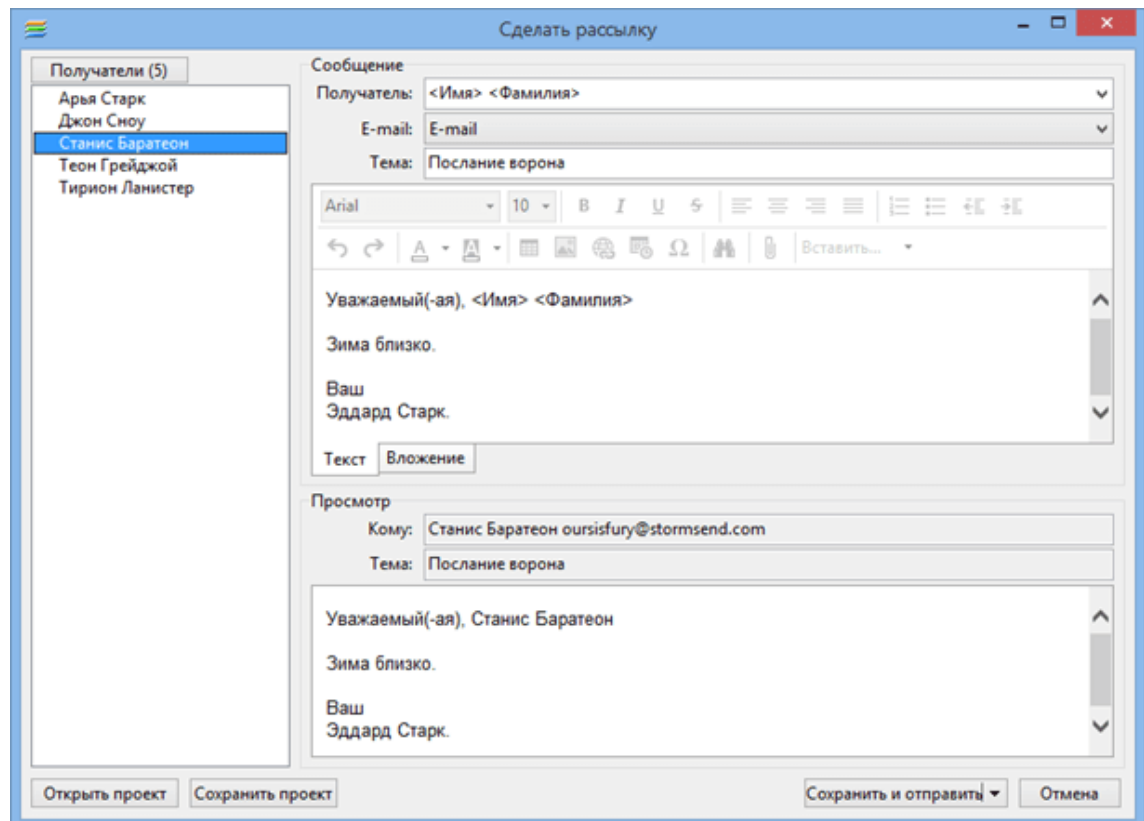 Сделать рассылку
Получатели (5)
Арья Старк
Джон Сноу
Станис Баратеон
Теон Грейджой
Тирион Ланистер
Сообщение
Получатель: <Имя> <Фамилия>
E-mail: E-mail
Тема: Послание ворона
Arial 10 B I U S
A A Ω Вставить...
Уважаемый(-ая), <Имя> <Фамилия>
Зима близко.
Ваш
Эддард Старк.
Текст Вложение
Просмотр
Кому: Станис Баратеон oursisfury@stormsend.com
Тема: Послание ворона
Уважаемый(-ая), Станис Баратеон
Зима близко.
Ваш
Эддард Старк.
Открыть проект Сохранить проект Сохранить и отправить Отмена